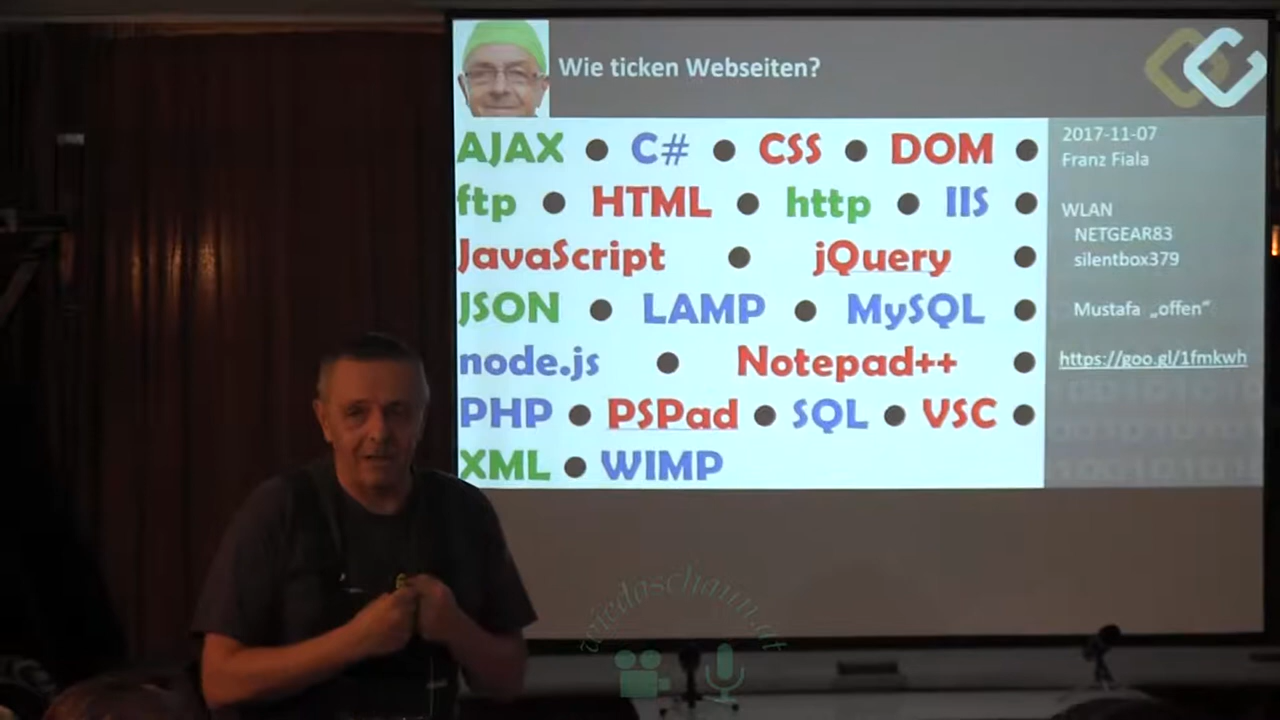 Wie ticken Webseiten?
AJAX ● C# ● CSS ● DOM ●
ftp ● HTML ● http ● IIS ●
JavaScript ● jQuery ●
JSON ● LAMP ● MySQL ●
node.js ● Notepad++ ●
PHP ● PSPad ● SQL ● VSC ●
XML ● WIMP
2017-11-07
Franz Fiala
WLAN
NETGEAR83
silentbox379
Mustafa „offen“
https://goo.gl/1fmkwh
wiedaschaun.at